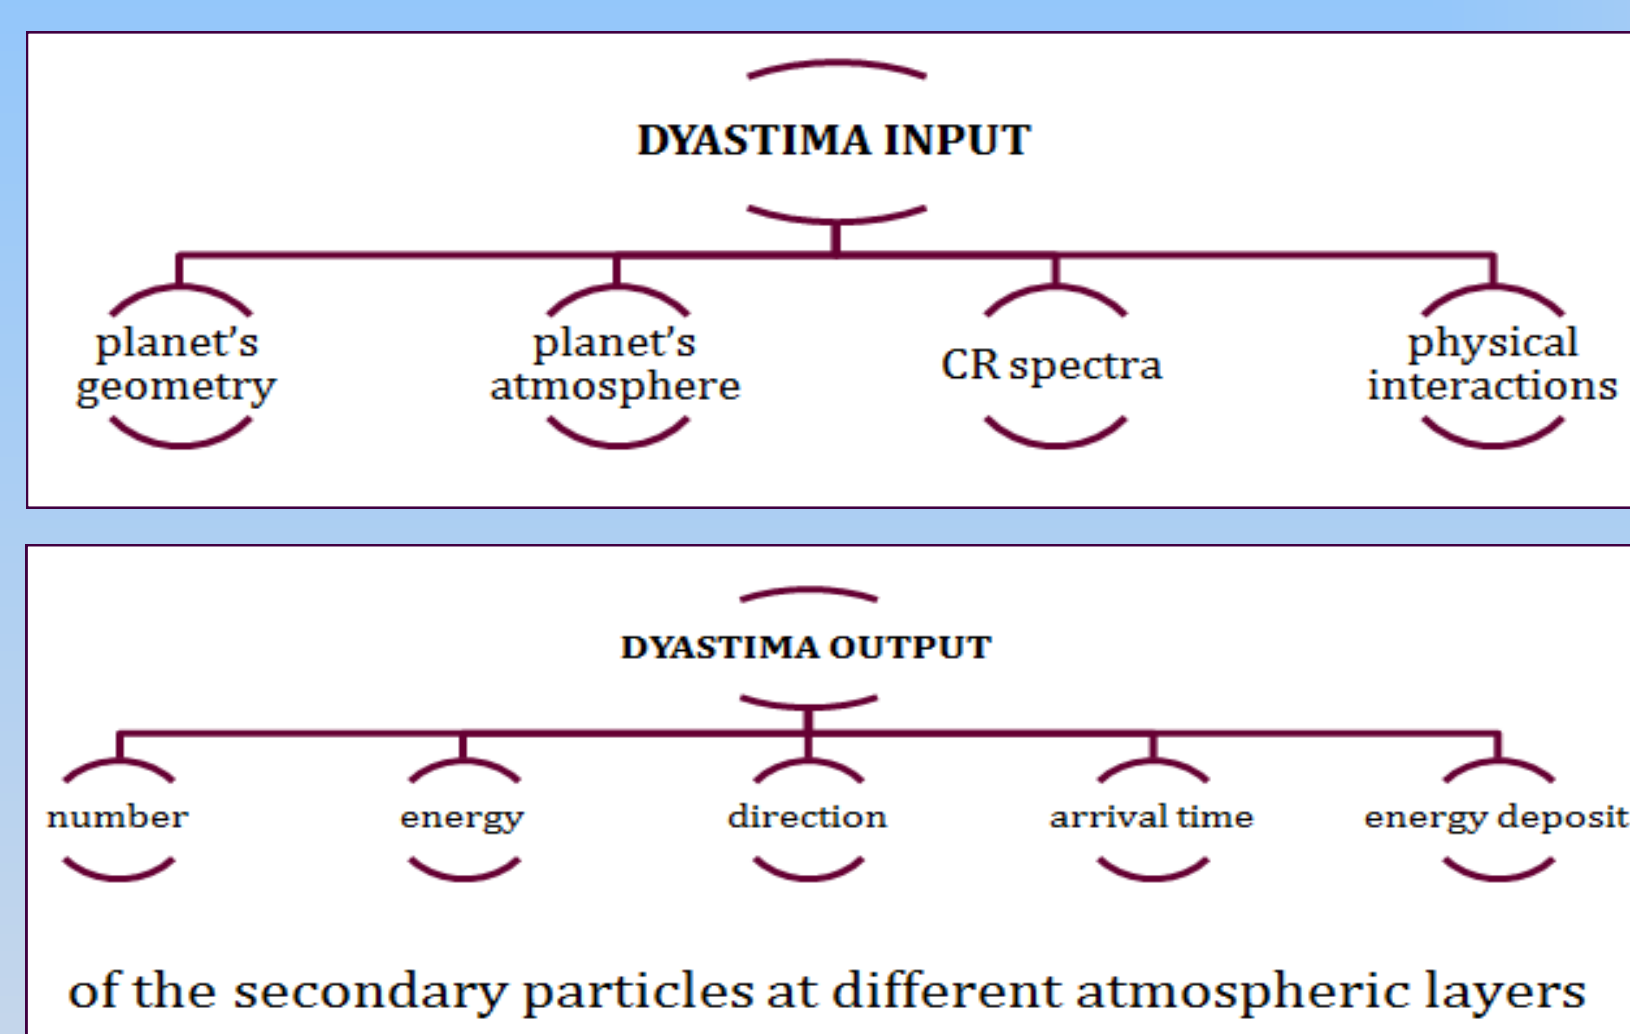 DYASTIMA INPUT
planet's
geometry
planet's
atmosphere
CR spectra
physical
interactions
DYASTIMA OUTPUT
number
energy
direction
arrival time
energy deposit
of the secondary particles at different atmospheric layers